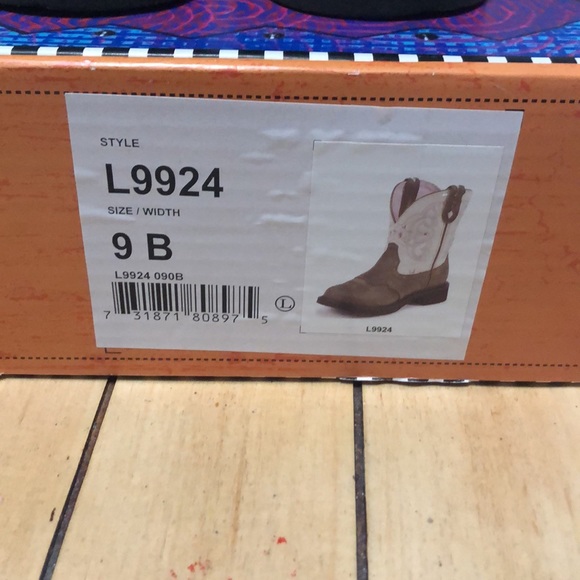 STYLE
L9924
SIZE / WIDTH
9 B
L9924 090B
7 31871 80897 5
L
L9924